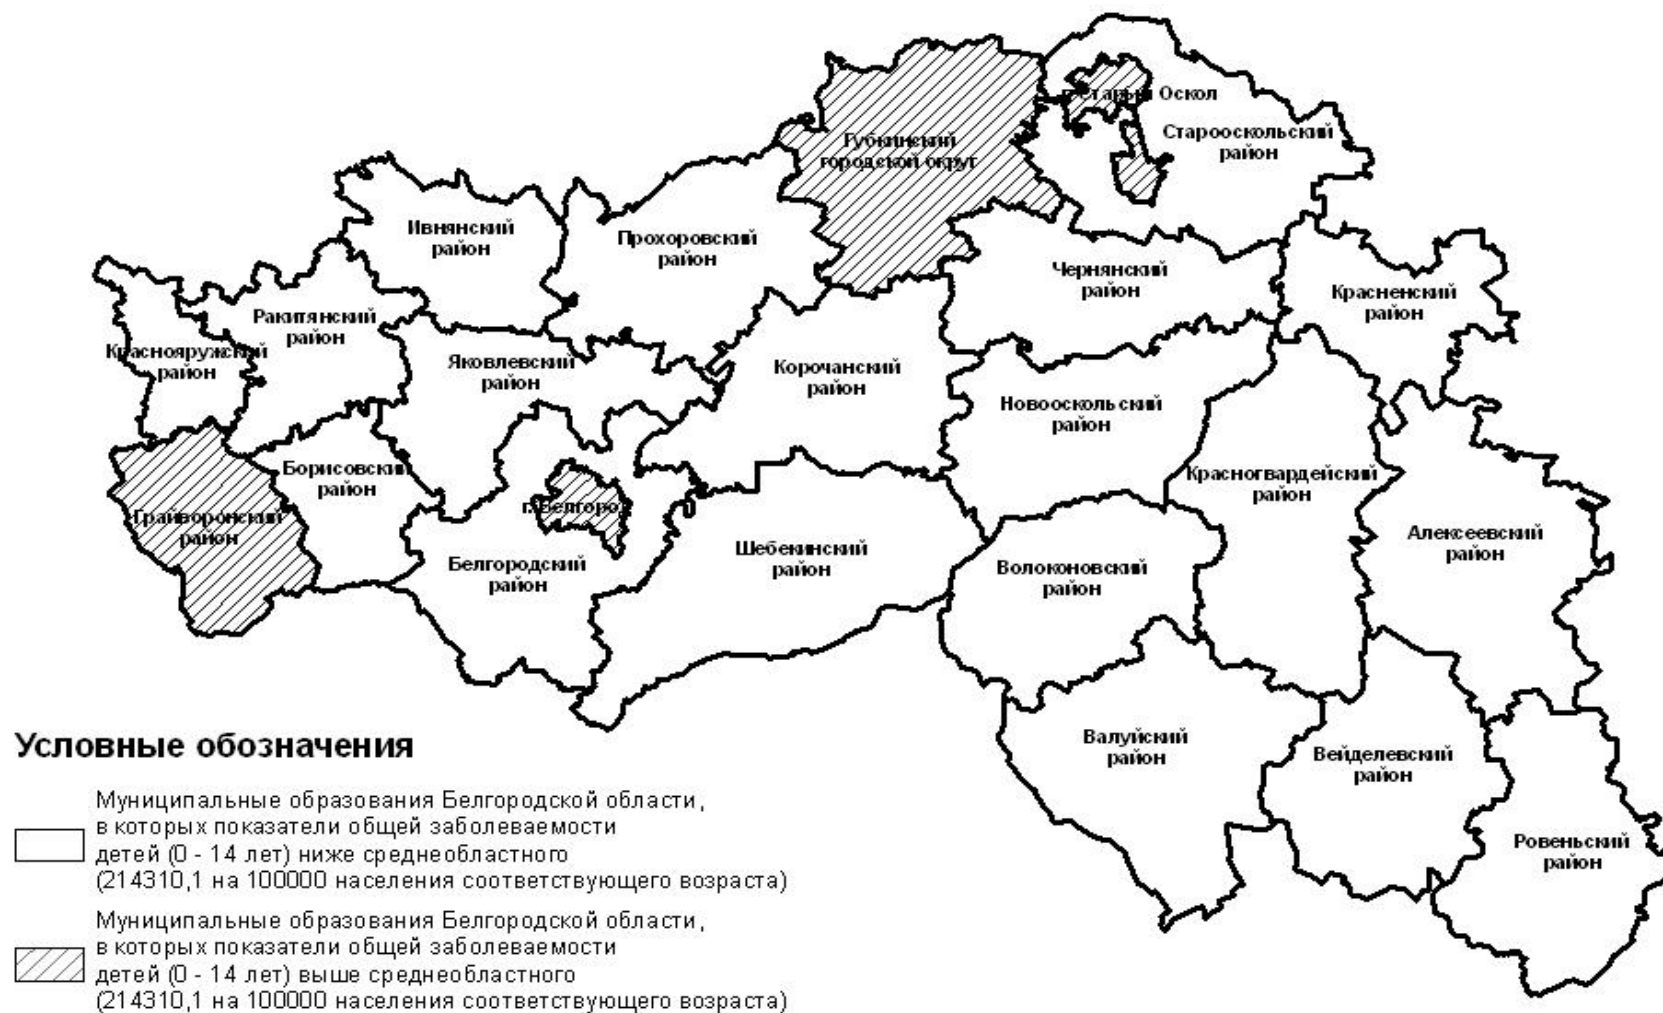 г. Старый Оскол
Старооскольский
район
Губкинский
городской округ
Ивнянский
район
Прохоровский
район
Чернянский
район
Красненский
район
Ракитянский
район
Краснояружский
район
Яковлевский
район
Корочанский
район
Новооскольский
район
Борисовский
район
Красногвардейский
район
Грайворонский
район
г. Белгород
Белгородский
район
Шебекинский
район
Волоконовский
район
Алексеевский
район
Валуйский
район
Вейделевский
район
Ровеньский
район
Условные обозначения
Муниципальные образования Белгородской области,
в которых показатели общей заболеваемости
детей (0 - 14 лет) ниже среднеобластного
(214310,1 на 100000 населения соответствующего возраста)
Муниципальные образования Белгородской области,
в которых показатели общей заболеваемости
детей (0 - 14 лет) выше среднеобластного
(214310,1 на 100000 населения соответствующего возраста)